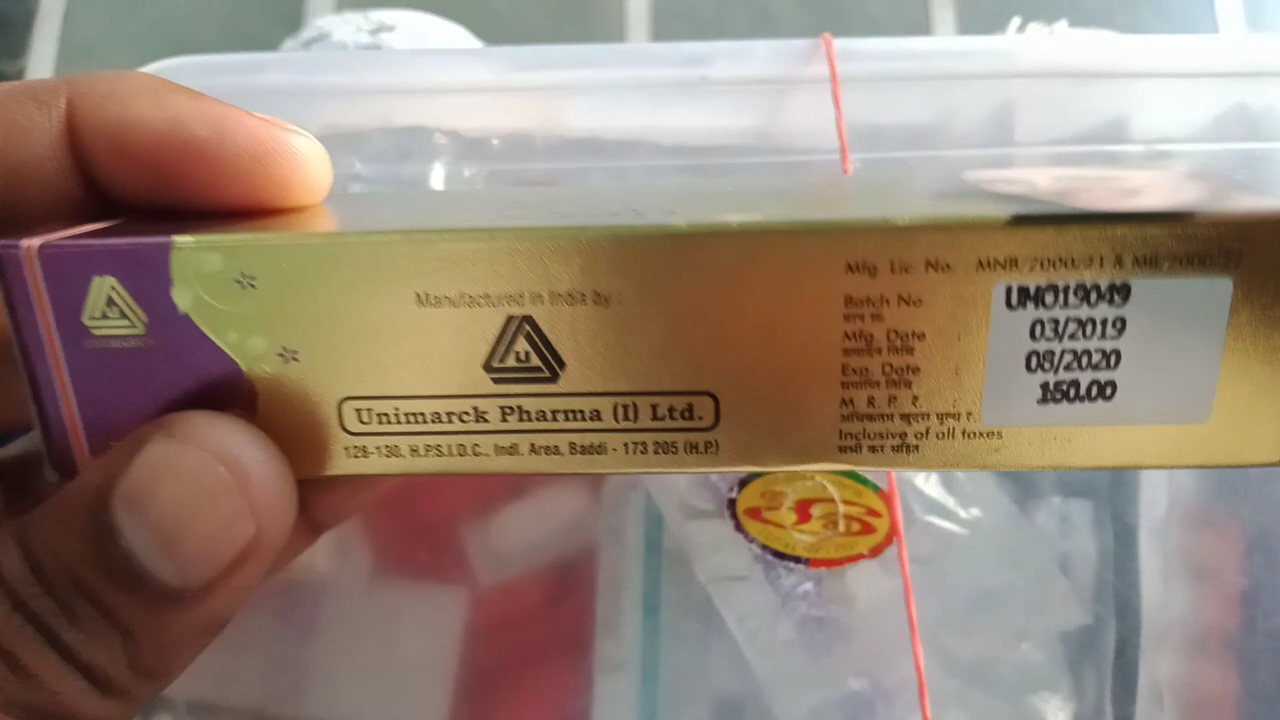 Manufactured in India by :
U
Unimarck Pharma (I) Ltd.
128-130, H.P.S.I.D.C., Indl. Area, Baddi - 173 205 (H.P.)
Mfg. Lic. No. : MNB/2000/21 & MB/2000/22
Batch No. UMO19049
Mfg. Date : 03/2019
उत्पादन तिथि
Exp. Date : 08/2020
समाप्ति तिथि
M. R. P. ₹. : 150.00
अधिकतम खुदरा मूल्य ₹.
Inclusive of all taxes
सभी कर सहित